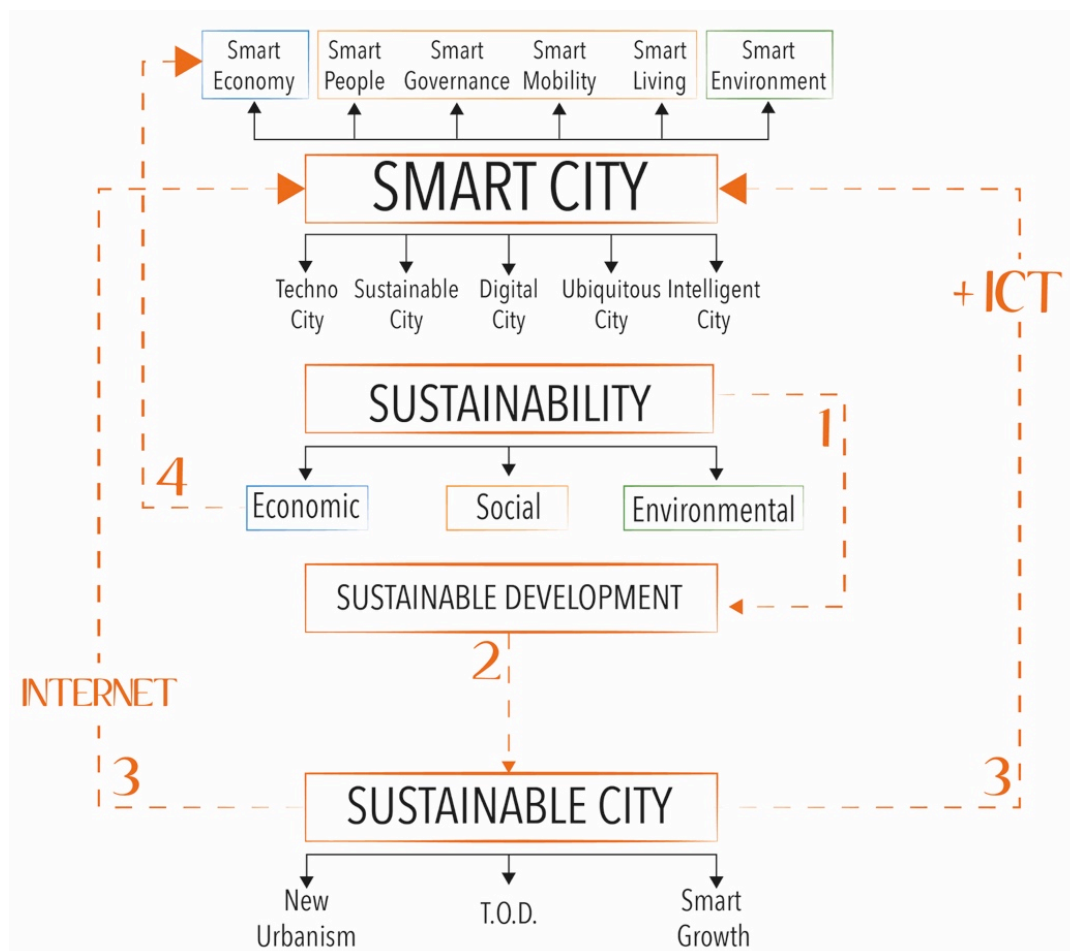 Smart
Economy
Smart
People
Smart
Governance
Smart
Mobility
Smart
Living
Smart
Environment
SMART CITY
Techno
City
Sustainable
City
Digital
City
Ubiquitous
City
Intelligent
City
+ ICT
SUSTAINABILITY
1
4
Economic
Social
Environmental
SUSTAINABLE DEVELOPMENT
2
INTERNET
3
3
SUSTAINABLE CITY
New
Urbanism
T.O.D.
Smart
Growth